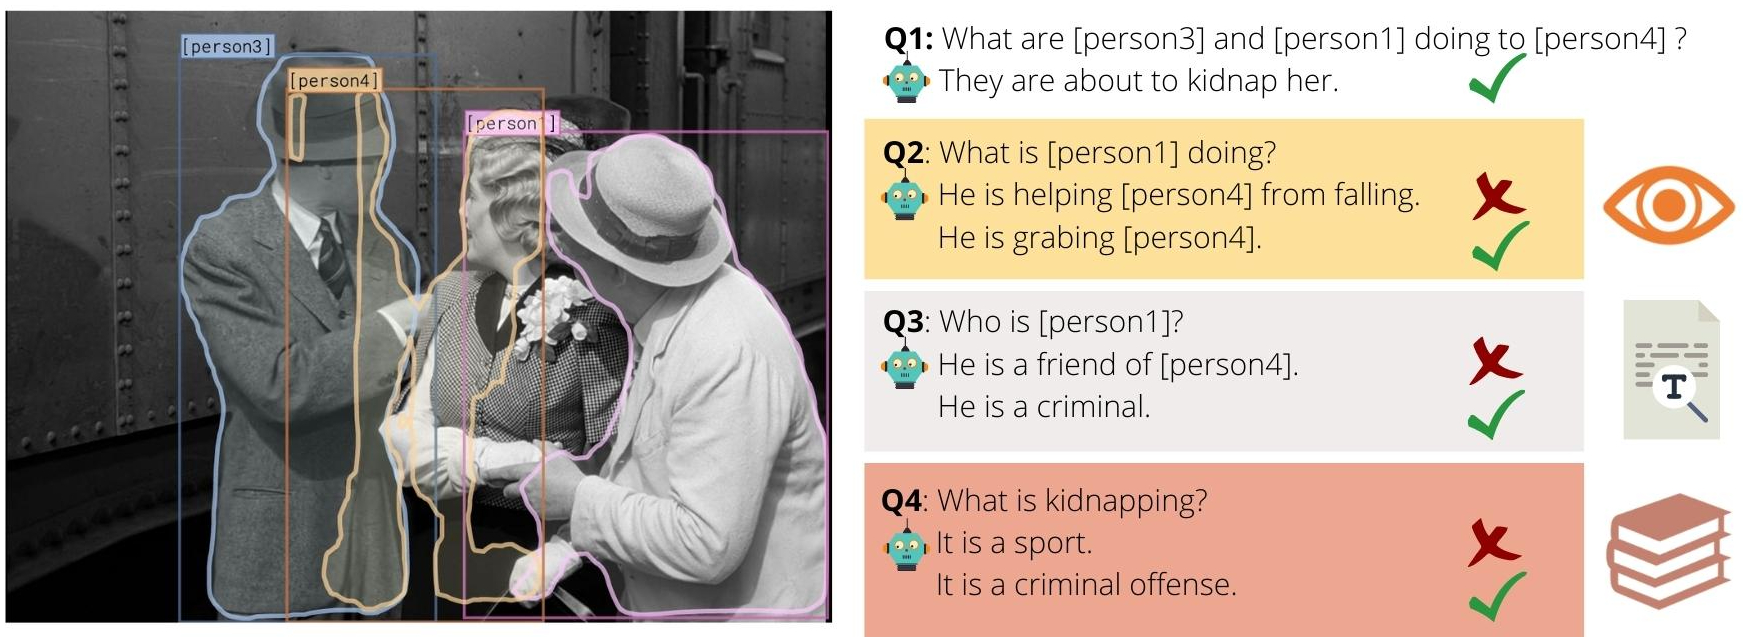 [person3]
[person4]
[person1]
Q1: What are [person3] and [person1] doing to [person4] ?
They are about to kidnap her.
Q2: What is [person1] doing?
He is helping [person4] from falling.
He is grabing [person4].
Q3: Who is [person1]?
He is a friend of [person4].
He is a criminal.
T
Q4: What is kidnapping?
It is a sport.
It is a criminal offense.